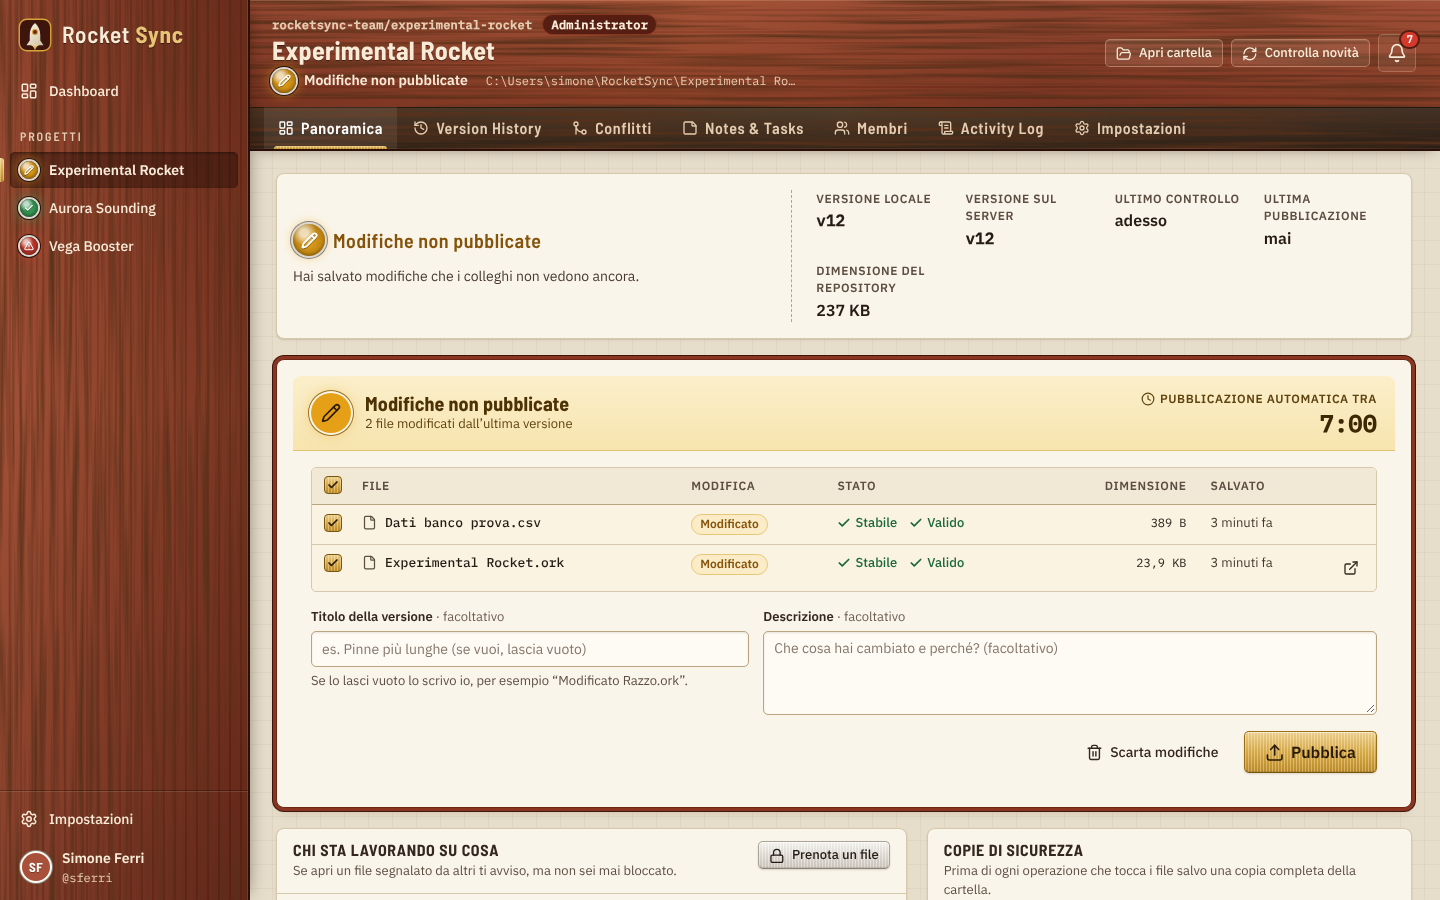 Rocket Sync
Dashboard
PROGETTI
Experimental Rocket
Aurora Sounding
Vega Booster
Impostazioni
SF
Simone Ferri
@sferri
rocketsync-team/experimental-rocket
Administrator
Experimental Rocket
Modifiche non pubblicate
C:\Users\simone\RocketSync\Experimental Ro…
Apri cartella
Controlla novità
7
Panoramica
Version History
Conflitti
Notes & Tasks
Membri
Activity Log
Impostazioni
Modifiche non pubblicate
Hai salvato modifiche che i colleghi non vedono ancora.
VERSIONE LOCALE
v12
VERSIONE SUL
SERVER
v12
ULTIMO CONTROLLO
adesso
ULTIMA
PUBBLICAZIONE
mai
DIMENSIONE DEL
REPOSITORY
237 KB
Modifiche non pubblicate
2 file modificati dall'ultima versione
PUBBLICAZIONE AUTOMATICA TRA
7:00
FILE MODIFICA STATO DIMENSIONE SALVATO
Dati banco prova.csv Modificato Stabile Valido 389 B 3 minuti fa
Experimental Rocket.ork Modificato Stabile Valido 23,9 KB 3 minuti fa
Titolo della versione · facoltativo
es. Pinne più lunghe (se vuoi, lascia vuoto)
Se lo lasci vuoto lo scrivo io, per esempio “Modificato Razzo.ork”.
Descrizione · facoltativo
Che cosa hai cambiato e perché? (facoltativo)
Scarta modifiche
Pubblica
CHI STA LAVORANDO SU COSA
Se apri un file segnalato da altri ti avviso, ma non sei mai bloccato.
Prenota un file
COPIE DI SICUREZZA
Prima di ogni operazione che tocca i file salvo una copia completa della
cartella.